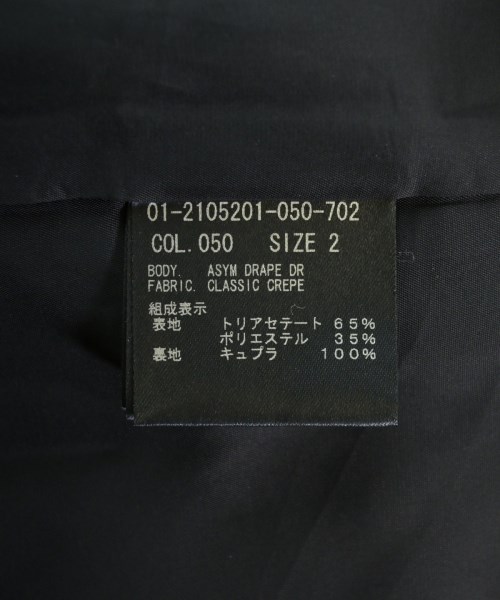 01-2105201-050-702
COL.050 SIZE 2
BODY. ASYM DRAPE DR
FABRIC. CLASSIC CREPE
組成表示
表地 トリアセテート 65%
ポリエステル 35%
裏地 キュプラ 100%